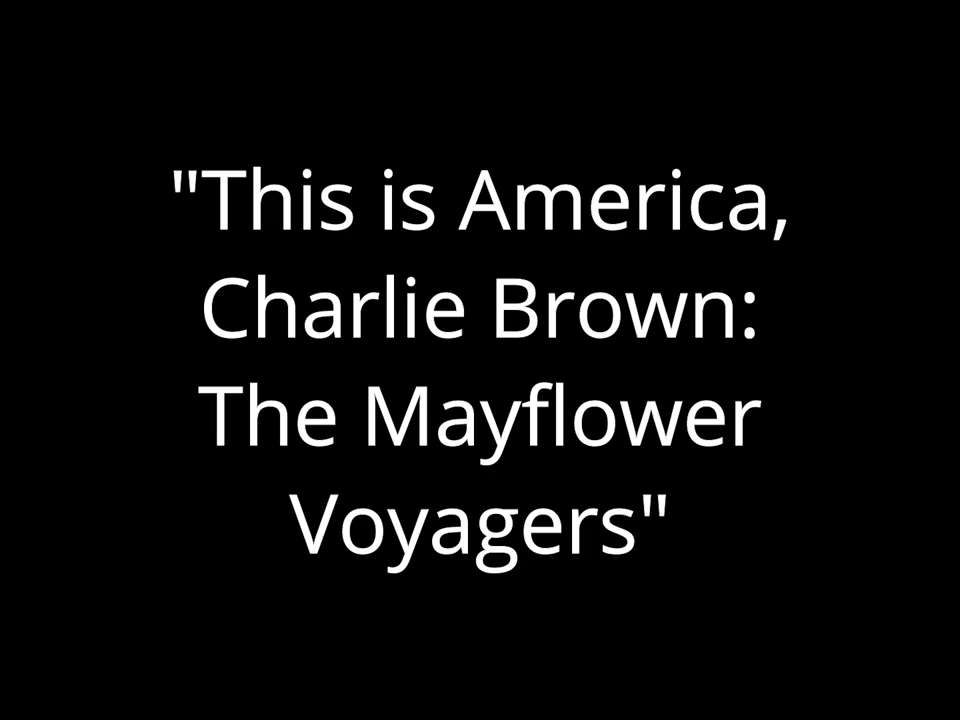 "This is America,
Charlie Brown:
The Mayflower
Voyagers"